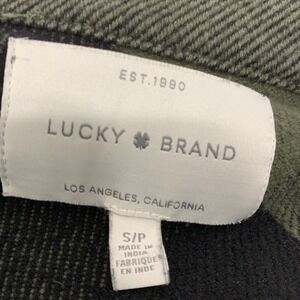 EST.1990
LUCKY BRAND
LOS ANGELES, CALIFORNIA
S/P
MADE IN
INDIA
FABRIQUÉ
EN INDE